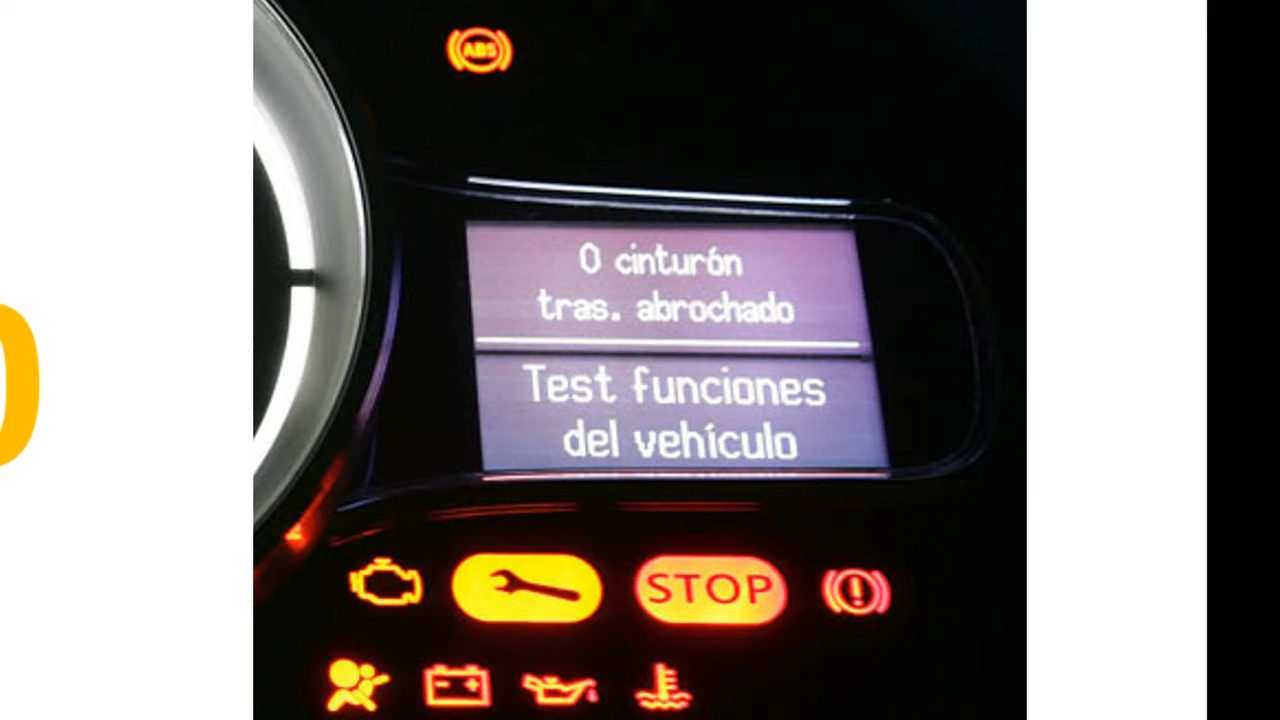 ABS
0 cinturón
tras. abrochado
Test funciones
del vehículo
STOP